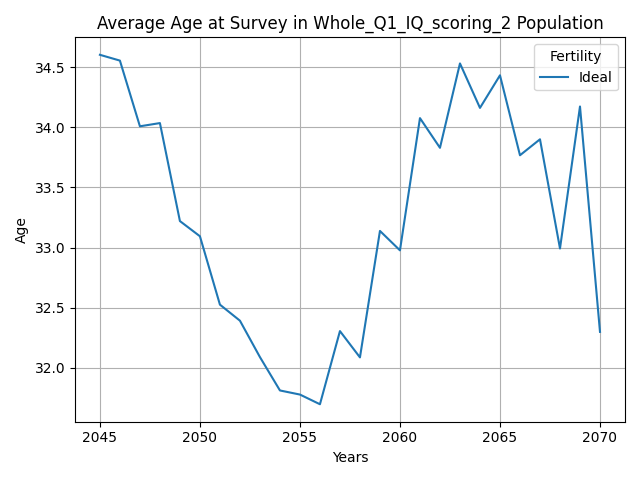 Average Age at Survey in Whole_Q1_IQ_scoring_2 Population
Fertility
Ideal
34.5
34.0
33.5
33.0
32.5
32.0
Age
2045 2050 2055 2060 2065 2070
Years